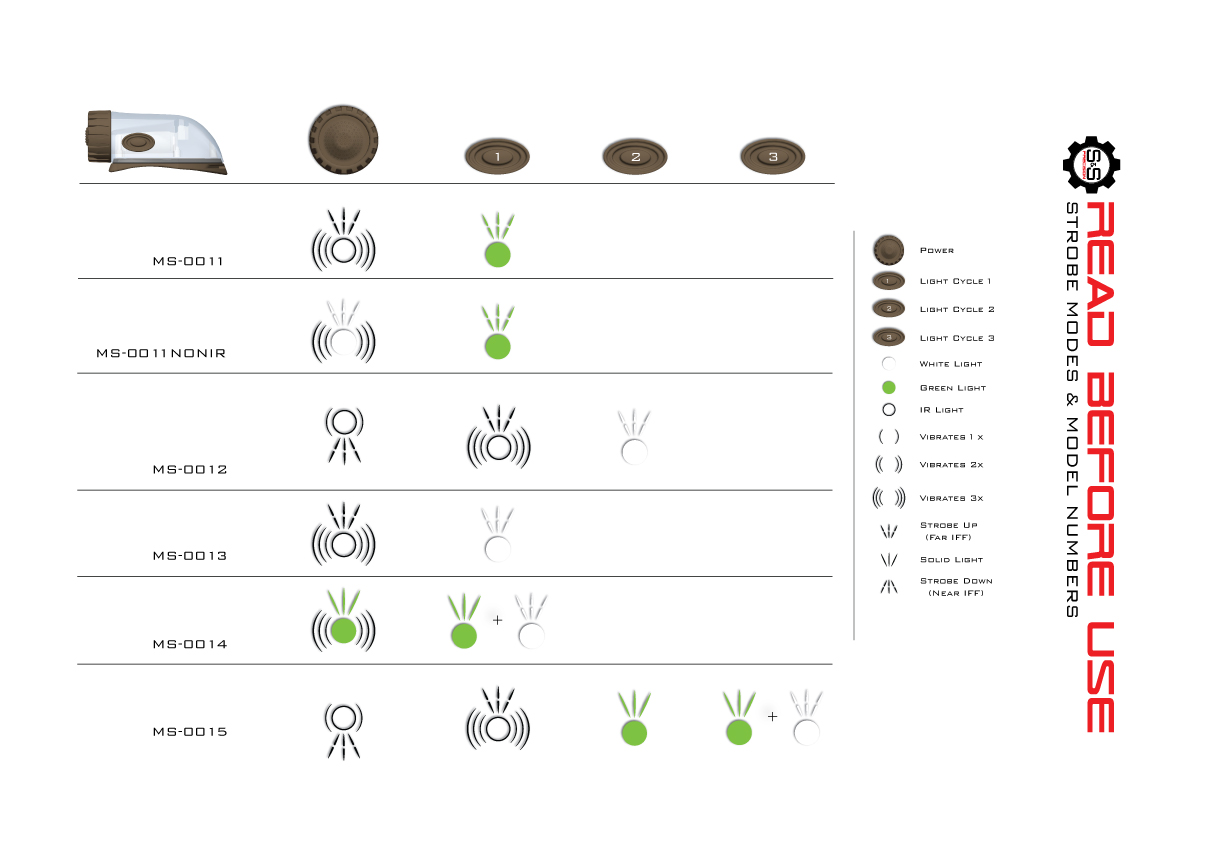 1
2
3
MS-0011
MS-0011NONIR
MS-0012
MS-0013
MS-0014
+
MS-0015
+
Power
1 Light Cycle 1
2 Light Cycle 2
3 Light Cycle 3
White Light
Green Light
IR Light
Vibrates 1x
Vibrates 2x
Vibrates 3x
Strobe Up
(Far IFF)
Solid Light
Strobe Down
(Near IFF)
S&S
PRECISION
READ BEFORE USE
STROBE MODES & MODEL NUMBERS